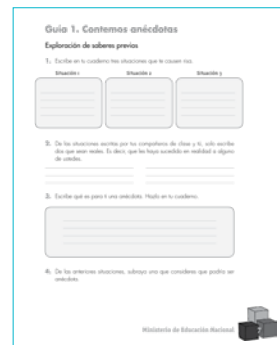 Guía 1. Contemos anécdotas
Exploración de saberes previos
1. Escribe en tu cuaderno tres situaciones que te causen risa.
Situación 1 Situación 2 Situación 3
2. De las situaciones escritas por tus compañeros de clase y tú, solo escribe
dos que sean reales. Es decir, que les haya sucedido en realidad a alguno
de ustedes.
3. Escribe qué es para ti una anécdota. Hazlo en tu cuaderno.
4. De las anteriores situaciones, subraya una que consideres que podría ser
anécdota.
Ministerio de Educación Nacional